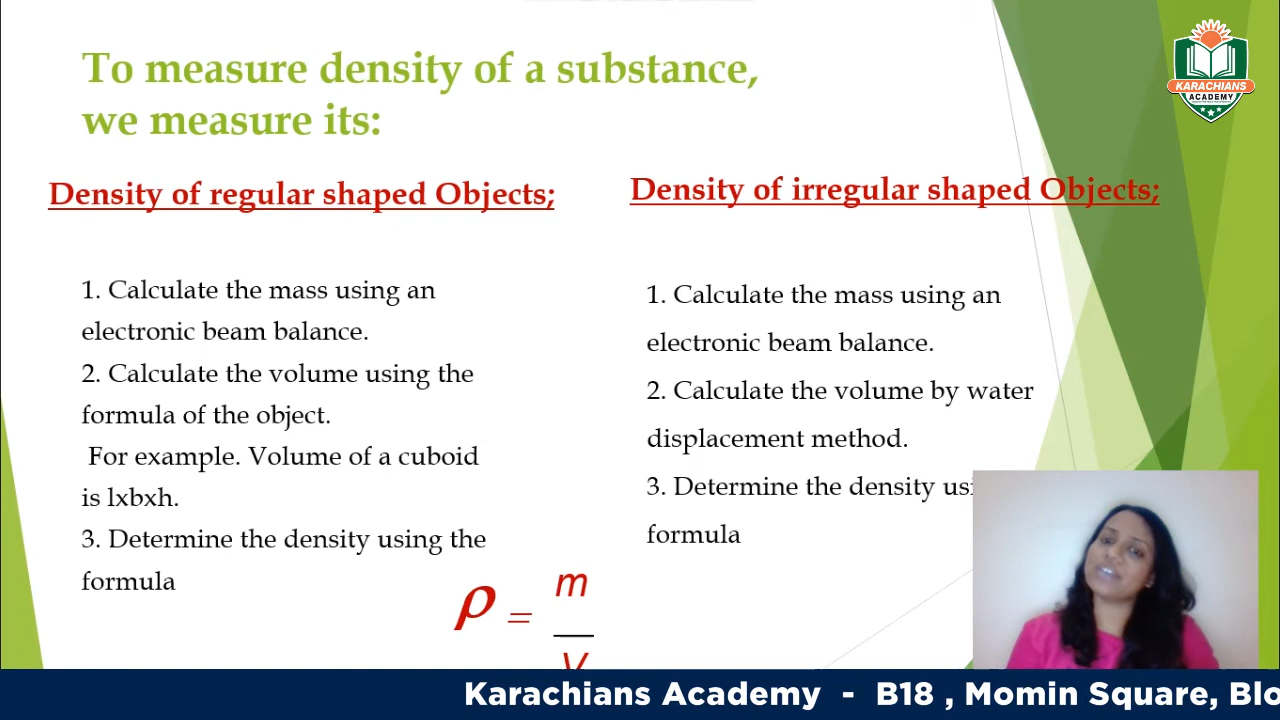 To measure density of a substance,
we measure its:
Density of regular shaped Objects;
1. Calculate the mass using an
electronic beam balance.
2. Calculate the volume using the
formula of the object.
For example. Volume of a cuboid
is lxbxh.
3. Determine the density using the
formula
ρ = m
V
Density of irregular shaped Objects;
1. Calculate the mass using an
electronic beam balance.
2. Calculate the volume by water
displacement method.
3. Determine the density
formula
KARACHIANS
ACADEMY
Karachians Academy - B18 , Momin Square,